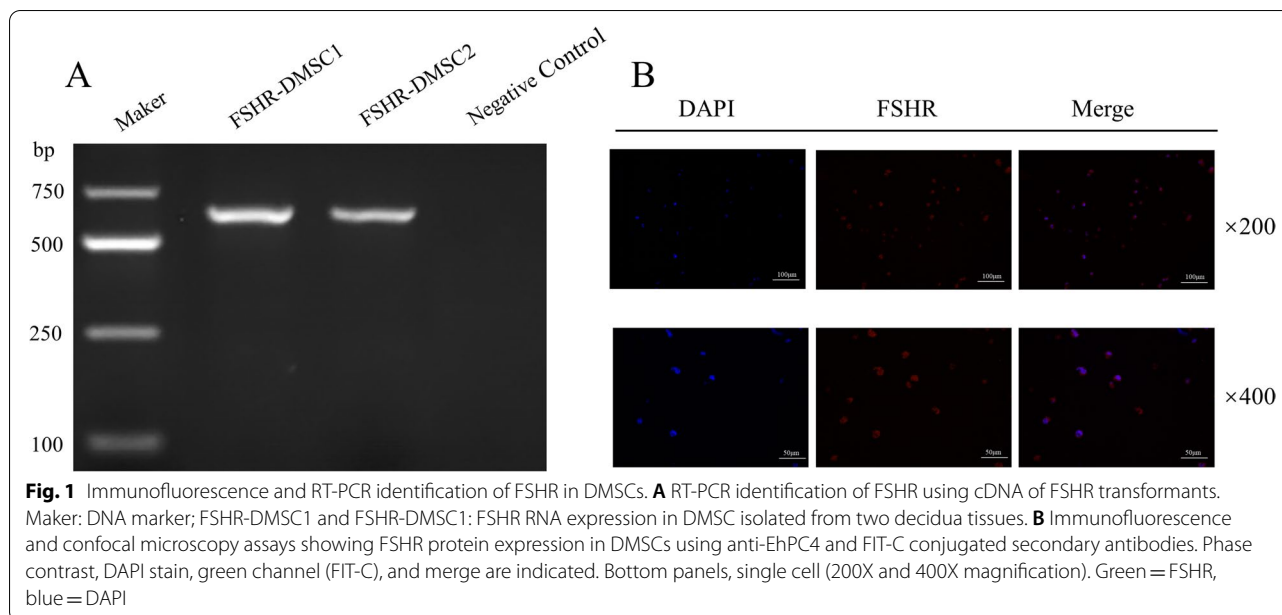 A
B
Maker
FSHR-DMSC1
FSHR-DMSC2
Negative Control
bp
750
500
250
100
DAPI
FSHR
Merge
100μm
100μm
100μm
×200
50μm
50μm
50μm
×400
Fig. 1 Immunofluorescence and RT-PCR identification of FSHR in DMSCs. A RT-PCR identification of FSHR using cDNA of FSHR transformants.
Maker: DNA marker; FSHR-DMSC1 and FSHR-DMSC1: FSHR RNA expression in DMSC isolated from two decidua tissues. B Immunofluorescence
and confocal microscopy assays showing FSHR protein expression in DMSCs using anti-EhPC4 and FIT-C conjugated secondary antibodies. Phase
contrast, DAPI stain, green channel (FIT-C), and merge are indicated. Bottom panels, single cell (200X and 400X magnification). Green = FSHR,
blue = DAPI